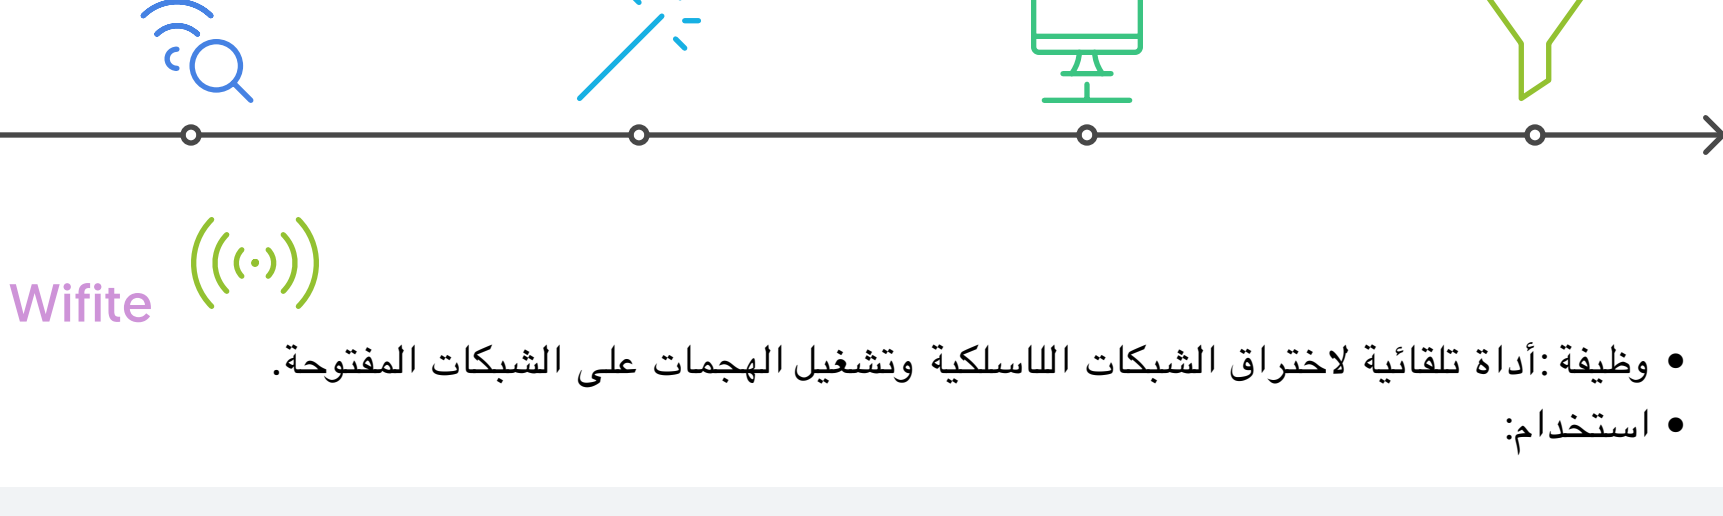 Wifite
• وظيفة :أداة تلقائية لاختراق الشبكات اللاسلكية وتشغيل الهجمات على الشبكات المفتوحة.
• استخدام: